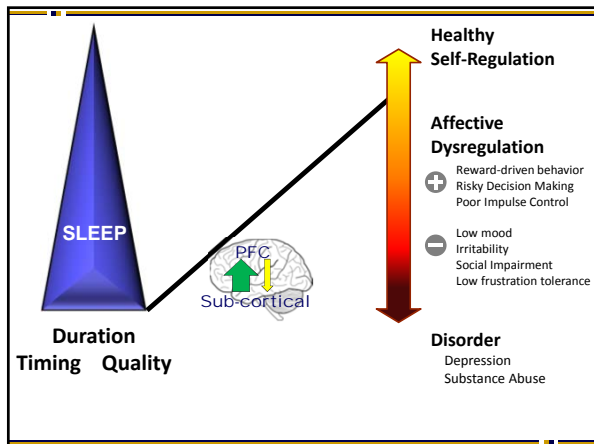 SLEEP
Duration
Timing Quality
PFC
Sub-cortical
Healthy
Self-Regulation
Affective
Dysregulation
Reward-driven behavior
Risky Decision Making
Poor Impulse Control
Low mood
Irritability
Social Impairment
Low frustration tolerance
Disorder
Depression
Substance Abuse